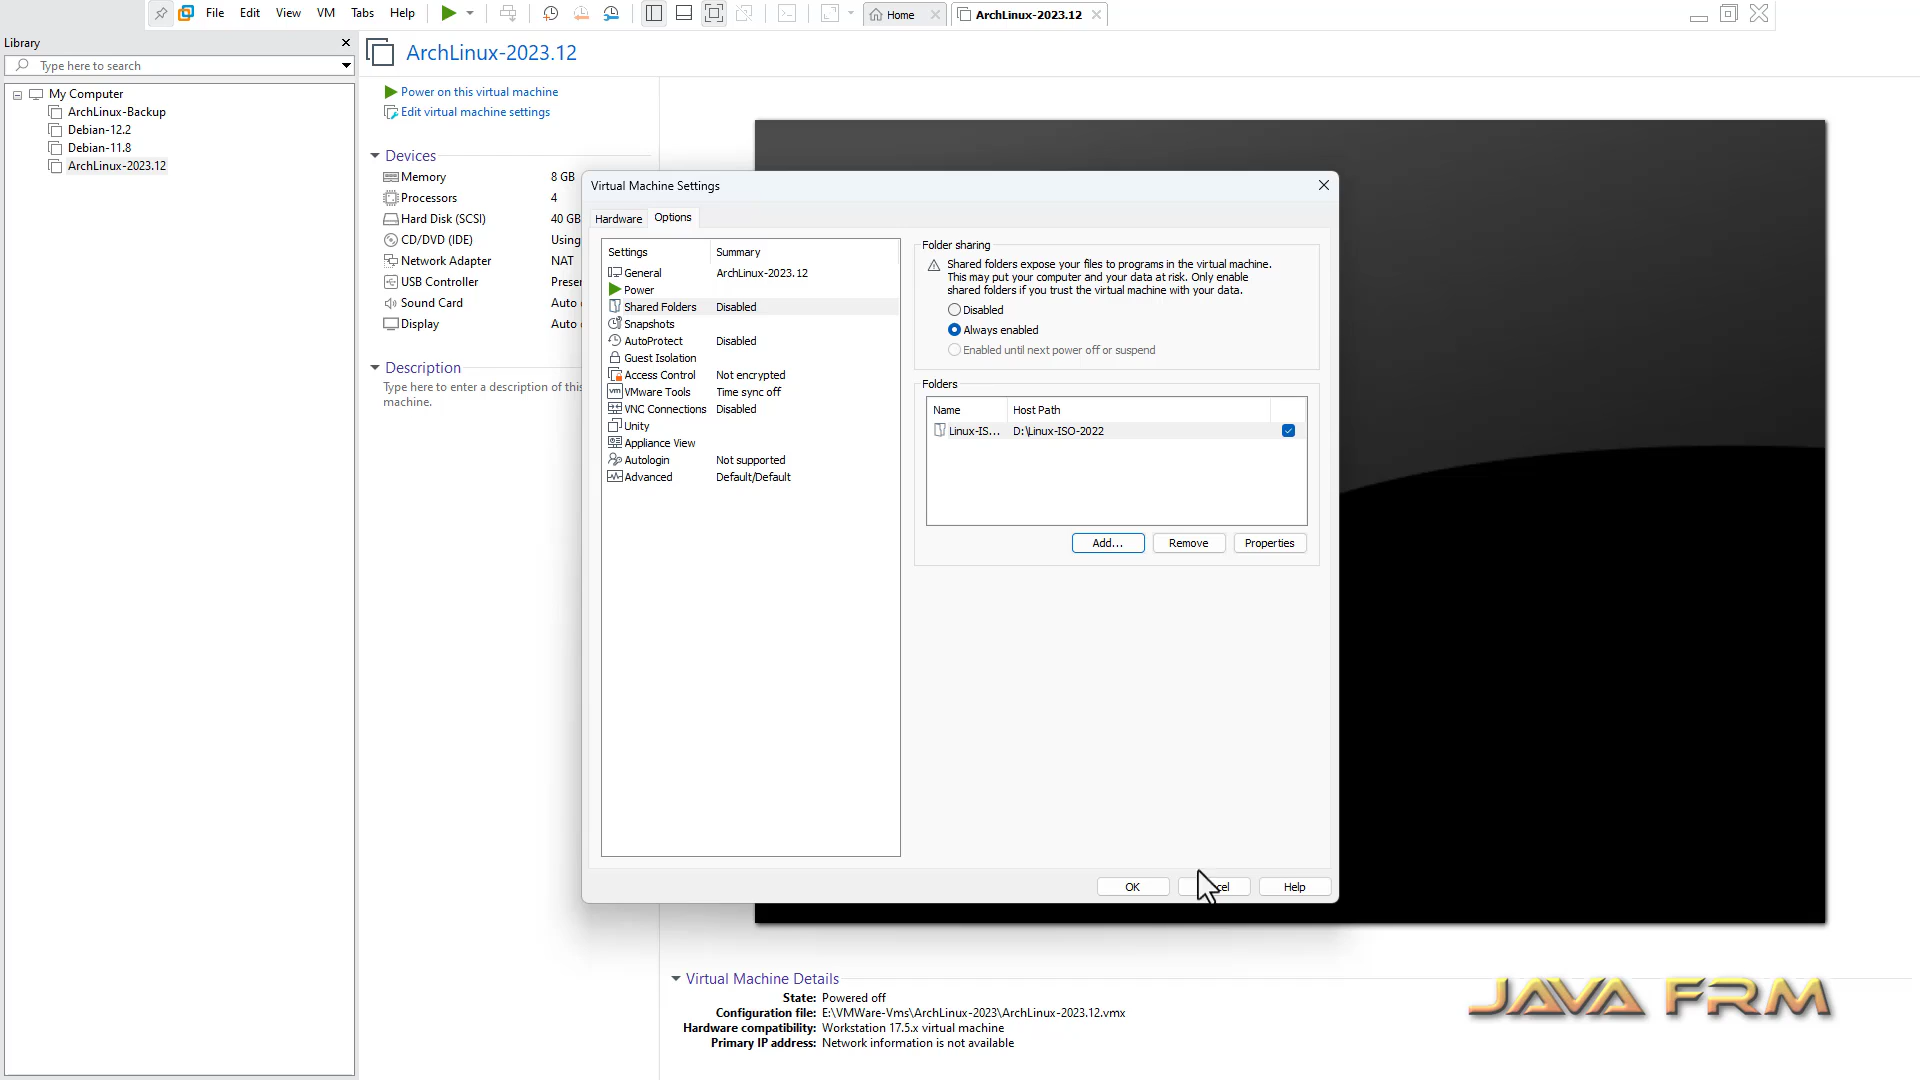 File Edit View VM Tabs Help
Home
ArchLinux-2023.12
Library
Type here to search
My Computer
ArchLinux-Backup
Debian-12.2
Debian-11.8
ArchLinux-2023.12
ArchLinux-2023.12
Power on this virtual machine
Edit virtual machine settings
Devices
Memory 8 GB
Processors 4
Hard Disk (SCSI) 40 GB
CD/DVD (IDE) Using
Network Adapter NAT
USB Controller Preser
Sound Card Auto
Display Auto
Description
Type here to enter a description of this
machine.
Virtual Machine Settings
Hardware Options
Settings Summary
General ArchLinux-2023.12
Power
Shared Folders Disabled
Snapshots
AutoProtect Disabled
Guest Isolation
Access Control Not encrypted
VMware Tools Time sync off
VNC Connections Disabled
Unity
Appliance View
Autologin Not supported
Advanced Default/Default
Folder sharing
Shared folders expose your files to programs in the virtual machine.
This may put your computer and your data at risk. Only enable
shared folders if you trust the virtual machine with your data.
Disabled
Always enabled
Enabled until next power off or suspend
Folders
Name Host Path
Linux-IS... D:\Linux-ISO-2022
Add... Remove Properties
OK Help
Virtual Machine Details
State: Powered off
Configuration file: E:\VMWare-Vms\ArchLinux-2023\ArchLinux-2023.12.vmx
Hardware compatibility: Workstation 17.5.x virtual machine
Primary IP address: Network information is not available
JAVA FRM